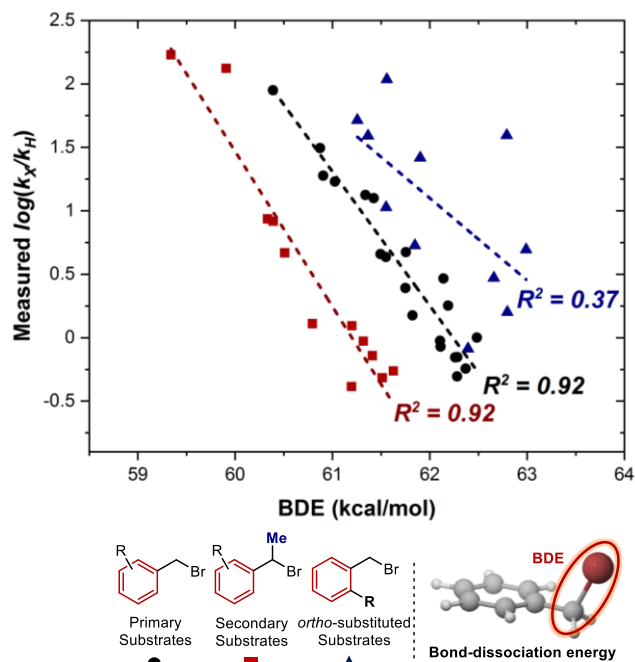 2.5
2
1.5
1
0.5
0
-0.5
Measured log(kX/kH)
R² = 0.37
R² = 0.92
R² = 0.92
59 60 61 62 63 64
BDE (kcal/mol)
R Br
R Me Br
Br R
Primary Substrates
Secondary Substrates
ortho-substituted Substrates
BDE
Bond-dissociation energy